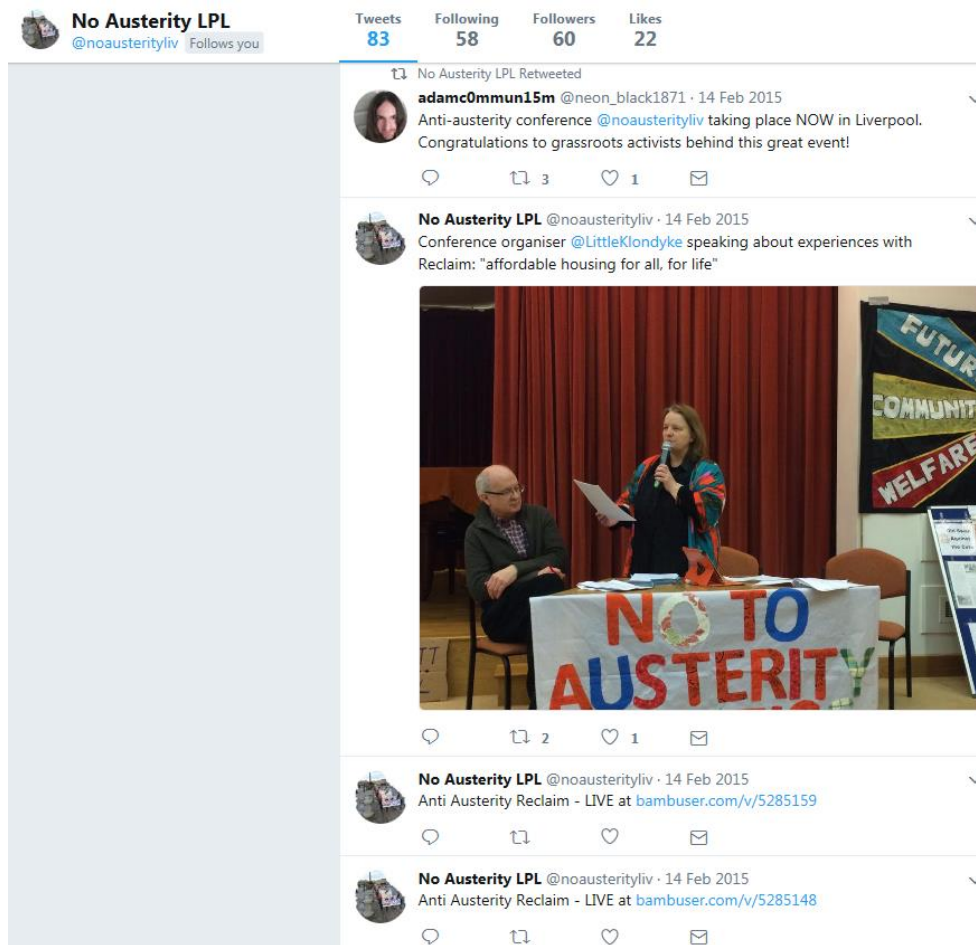 No Austerity LPL
@noausterityliv Follows you
Tweets Following Followers Likes
83 58 60 22
No Austerity LPL Retweeted
adamc0mmun15m @neon_black1871 · 14 Feb 2015
Anti-austerity conference @noausterityliv taking place NOW in Liverpool.
Congratulations to grassroots activists behind this great event!
3 1
No Austerity LPL @noausterityliv · 14 Feb 2015
Conference organiser @LittleKlondyke speaking about experiences with
Reclaim: "affordable housing for all, for life"
FUTUR
COMMUNIT
WELFARE
NO TO
AUSTERITY
2 1
No Austerity LPL @noausterityliv · 14 Feb 2015
Anti Austerity Reclaim - LIVE at bambuser.com/v/5285159
No Austerity LPL @noausterityliv · 14 Feb 2015
Anti Austerity Reclaim - LIVE at bambuser.com/v/5285148